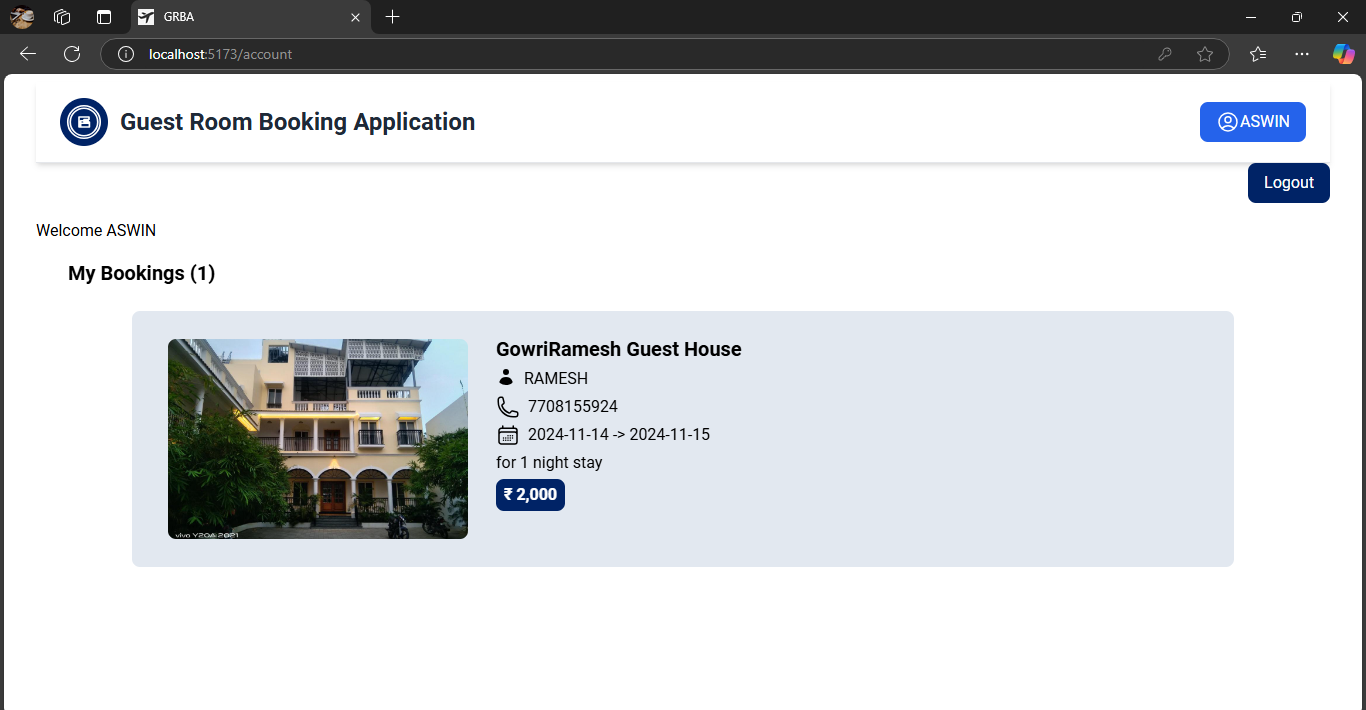 GRBA
localhost:5173/account
Guest Room Booking Application
ASWIN
Logout
Welcome ASWIN
My Bookings (1)
GowriRamesh Guest House
RAMESH
7708155924
2024-11-14 -> 2024-11-15
for 1 night stay
₹ 2,000
vivo Y20A 2021